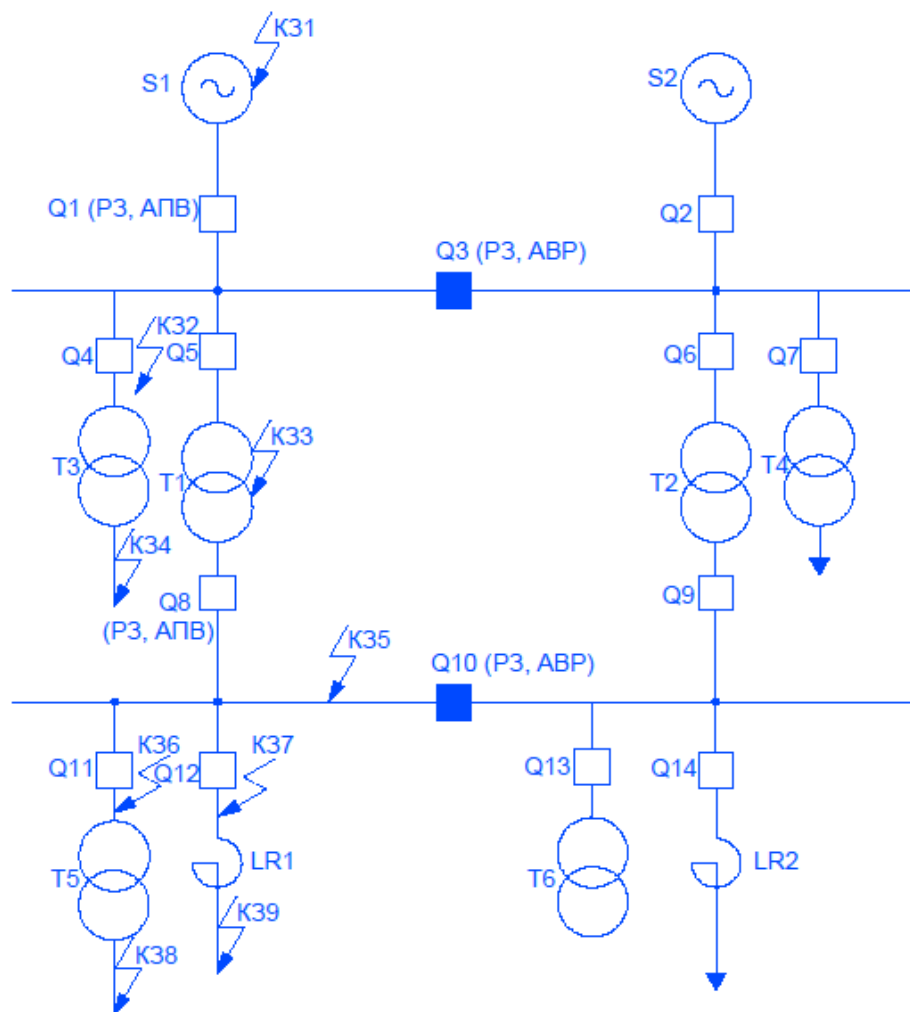 КЗ1
S1
S2
Q1 (РЗ, АПВ)
Q2
Q3 (РЗ, АВР)
КЗ2
Q4
Q5
Q6
Q7
КЗ3
T3
T1
T2
T4
КЗ4
Q8
Q9
(РЗ, АПВ)
КЗ5
Q10 (РЗ, АВР)
КЗ6
КЗ7
Q11
Q12
Q13
Q14
T5
LR1
T6
LR2
КЗ9
КЗ8